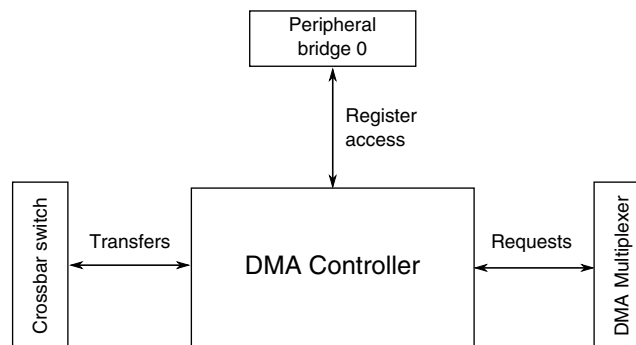 Peripheral
bridge 0
Register
access
Crossbar switch
Transfers
DMA Controller
Requests
DMA Multiplexer